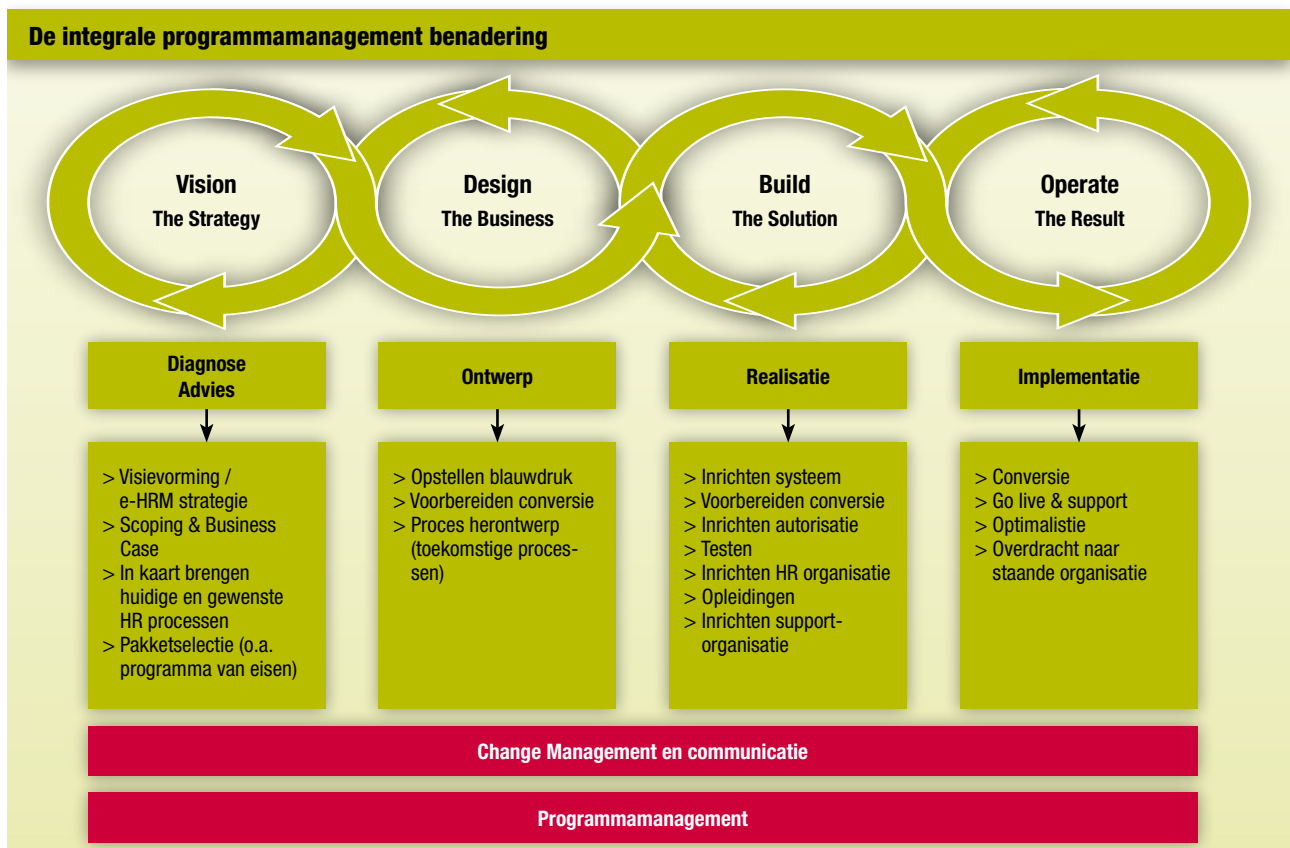 De integrale programmamanagement benadering
Vision
The Strategy
Design
The Business
Build
The Solution
Operate
The Result
Diagnose
Advies
Ontwerp
Realisatie
Implementatie
> Visievorming /
e-HRM strategie
> Scoping & Business
Case
> In kaart brengen
huidige en gewenste
HR processen
> Pakketselectie (o.a.
programma van eisen)
> Opstellen blauwdruk
> Voorbereiden conversie
> Proces herontwerp
(toekomstige proces-
sen)
> Inrichten systeem
> Voorbereiden conversie
> Inrichten autorisatie
> Testen
> Inrichten HR organisatie
> Opleidingen
> Inrichten support-
organisatie
> Conversie
> Go live & support
> Optimalistie
> Overdracht naar
staande organisatie
Change Management en communicatie
Programmamanagement